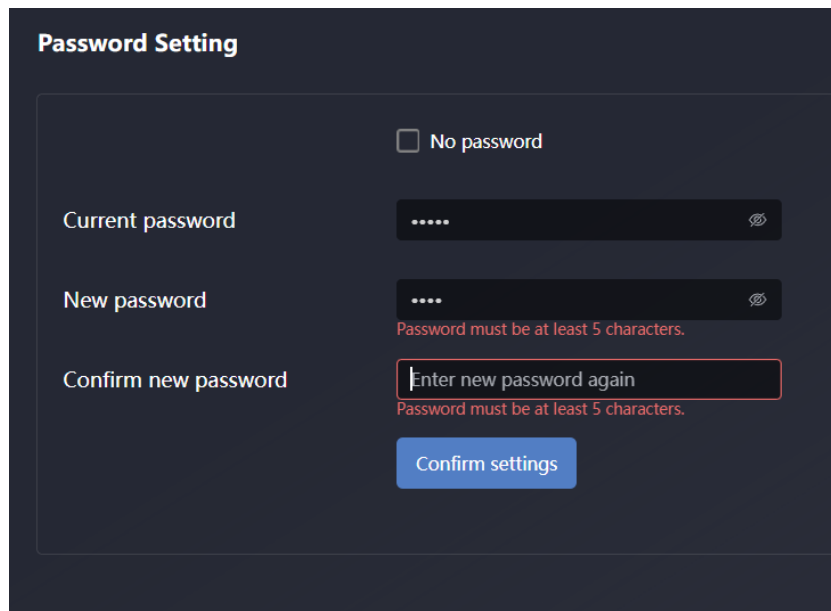 Password Setting
No password
Current password •••••
New password ••••
Password must be at least 5 characters.
Confirm new password Enter new password again
Password must be at least 5 characters.
Confirm settings